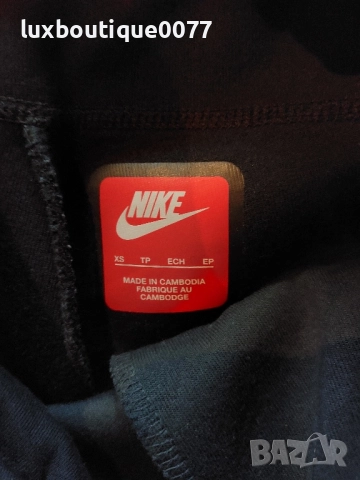 luxboutique0077
NIKE
XS TP ECH EP
MADE IN CAMBODIA
FABRIQUE AU
CAMBODGE
BAZAR